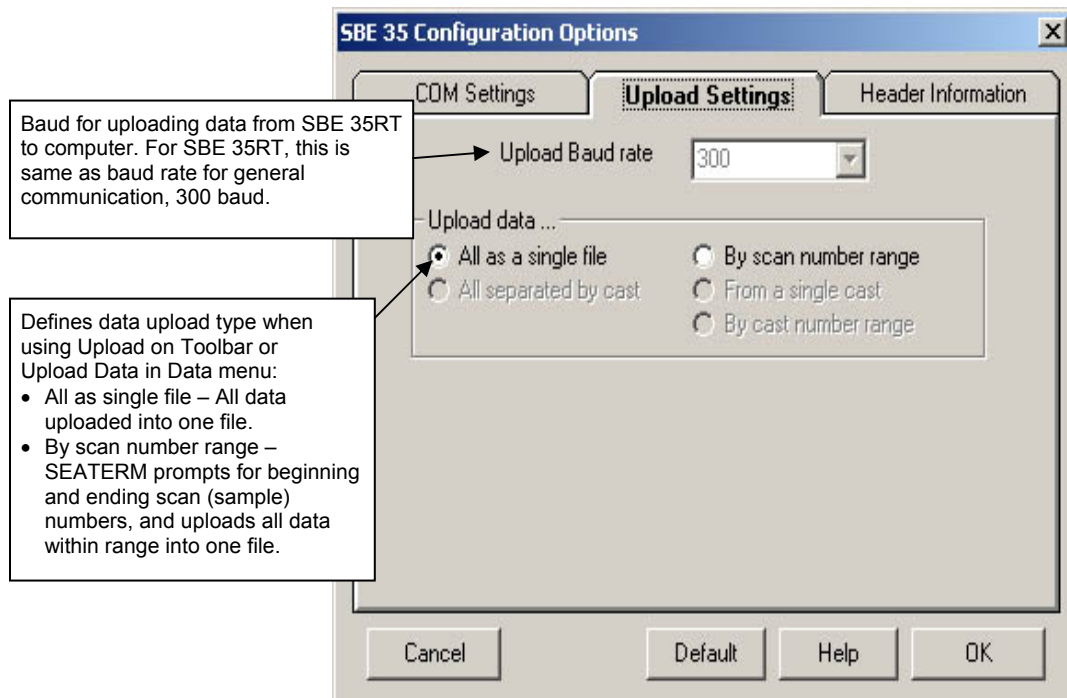 SBE 35 Configuration Options
COM Settings
Upload Settings
Header Information
Baud for uploading data from SBE 35RT
to computer. For SBE 35RT, this is
same as baud rate for general
communication, 300 baud.
Upload Baud rate
300
Upload data ...
All as a single file
By scan number range
All separated by cast
From a single cast
By cast number range
Defines data upload type when
using Upload on Toolbar or
Upload Data in Data menu:
• All as single file – All data
uploaded into one file.
• By scan number range –
SEATERM prompts for beginning
and ending scan (sample)
numbers, and uploads all data
within range into one file.
Cancel
Default
Help
OK